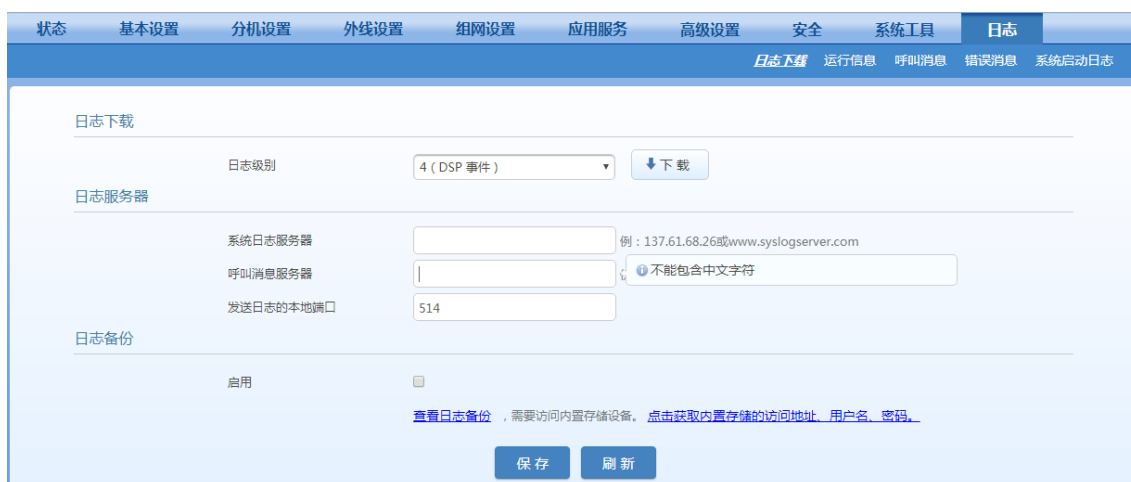 状态 基本设置 分机设置 外线设置 组网设置 应用服务 高级设置 安全 系统工具 日志
日志下载 运行信息 呼叫消息 错误消息 系统启动日志
日志下载
日志级别 4 ( DSP 事件 ) 下 载
日志服务器
系统日志服务器 例：137.61.68.26或www.syslogserver.com
呼叫消息服务器 不能包含中文字符
发送日志的本地端口 514
日志备份
启用
查看日志备份 ，需要访问内置存储设备。 点击获取内置存储的访问地址、用户名、密码。
保 存 刷 新